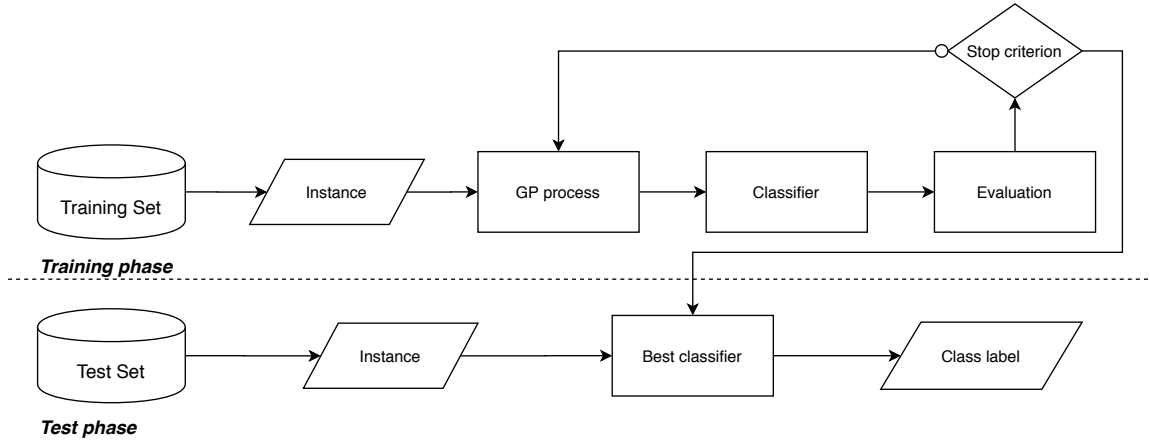 Stop criterion
Training Set
Instance
GP process
Classifier
Evaluation
Training phase
Test Set
Instance
Best classifier
Class label
Test phase